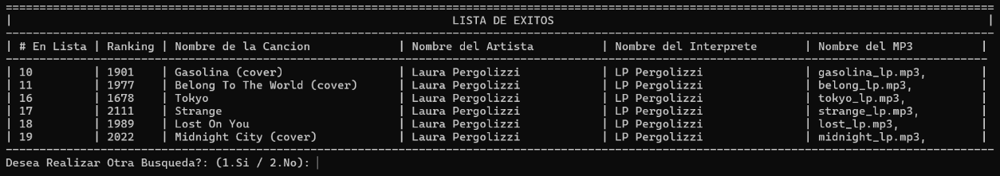 | LISTA DE EXITOS |
| # En Lista | Ranking | Nombre de la Cancion | Nombre del Artista | Nombre del Interprete | Nombre del MP3 |
| 10 | 1901 | Gasolina (cover) | Laura Pergolizzi | LP Pergolizzi | gasolina_lp.mp3, |
| 11 | 1977 | Belong To The World (cover) | Laura Pergolizzi | LP Pergolizzi | belong_lp.mp3, |
| 16 | 1678 | Tokyo | Laura Pergolizzi | LP Pergolizzi | tokyo_lp.mp3, |
| 17 | 2111 | Strange | Laura Pergolizzi | LP Pergolizzi | strange_lp.mp3, |
| 18 | 1989 | Lost On You | Laura Pergolizzi | LP Pergolizzi | lost_lp.mp3, |
| 19 | 2022 | Midnight City (cover) | Laura Pergolizzi | LP Pergolizzi | midnight_lp.mp3, |
Desea Realizar Otra Busqueda?: (1.Si / 2.No):